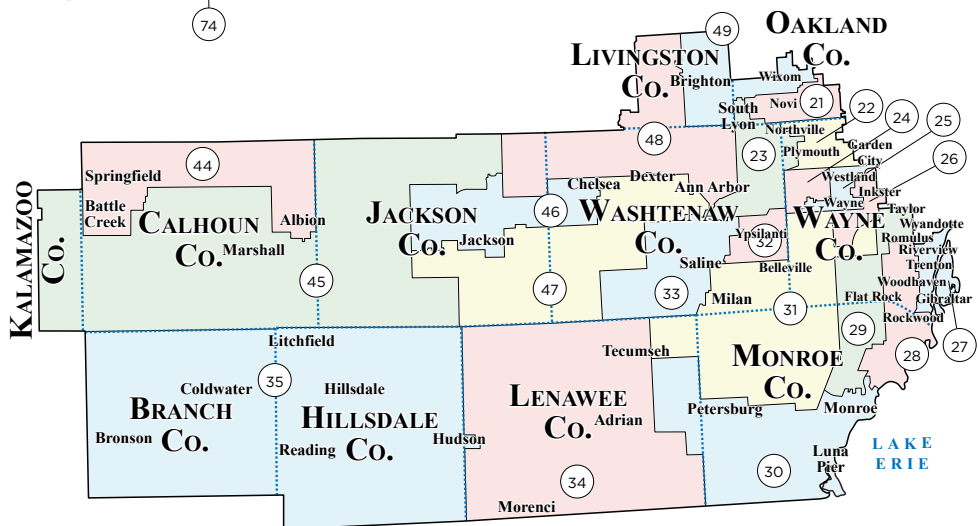 74
49
OAKLAND
CO.
LIVINGSTON
CO.
Brighton
Wixom
South
Lyon
Novi
21
22
24
25
26
Northville
Plymouth
Garden
City
23
48
44
Springfield
Battle
Creek
Albion
CALHOUN
CO.
Marshall
KALAMAZOO
CO.
45
JACKSON
CO.
Jackson
46
47
Chelsea
Dexter
Ann Arbor
WASHTENAW
CO.
Ypsilanti
32
Saline
33
Milan
Belleville
31
Westland
Wayne
Inkster
WAYNE
CO.
Taylor
Wyandotte
Romulus
Riverview
Trenton
Woodhaven
Flat Rock
Gibraltar
Rockwood
27
28
29
Litchfield
35
Coldwater
BRANCH
CO.
Bronson
Hillsdale
HILLSDALE
CO.
Reading
Hudson
Tecumseh
LENAWEE
CO.
Adrian
34
Morenci
MONROE
CO.
Petersburg
Monroe
30
Luna
Pier
LAKE
ERIE